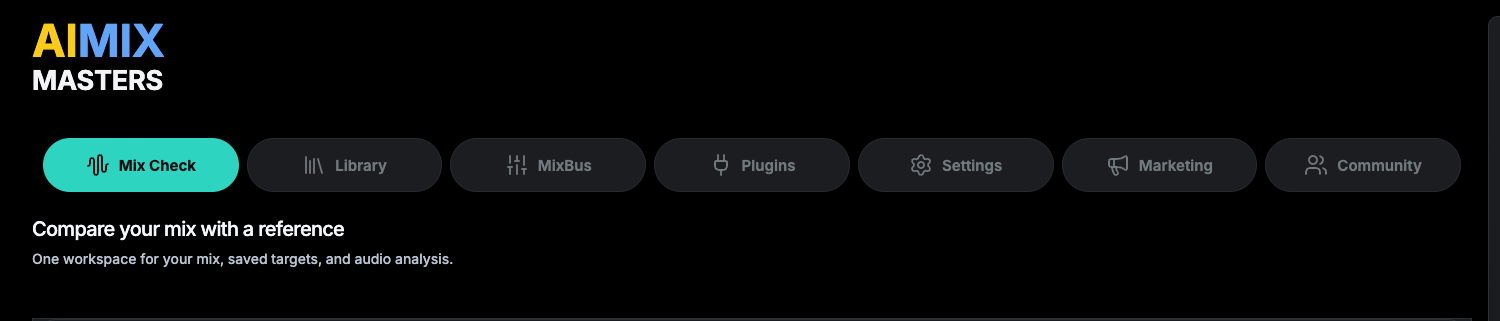 AIMIX
MASTERS
Mix Check
Library
MixBus
Plugins
Settings
Marketing
Community
Compare your mix with a reference
One workspace for your mix, saved targets, and audio analysis.